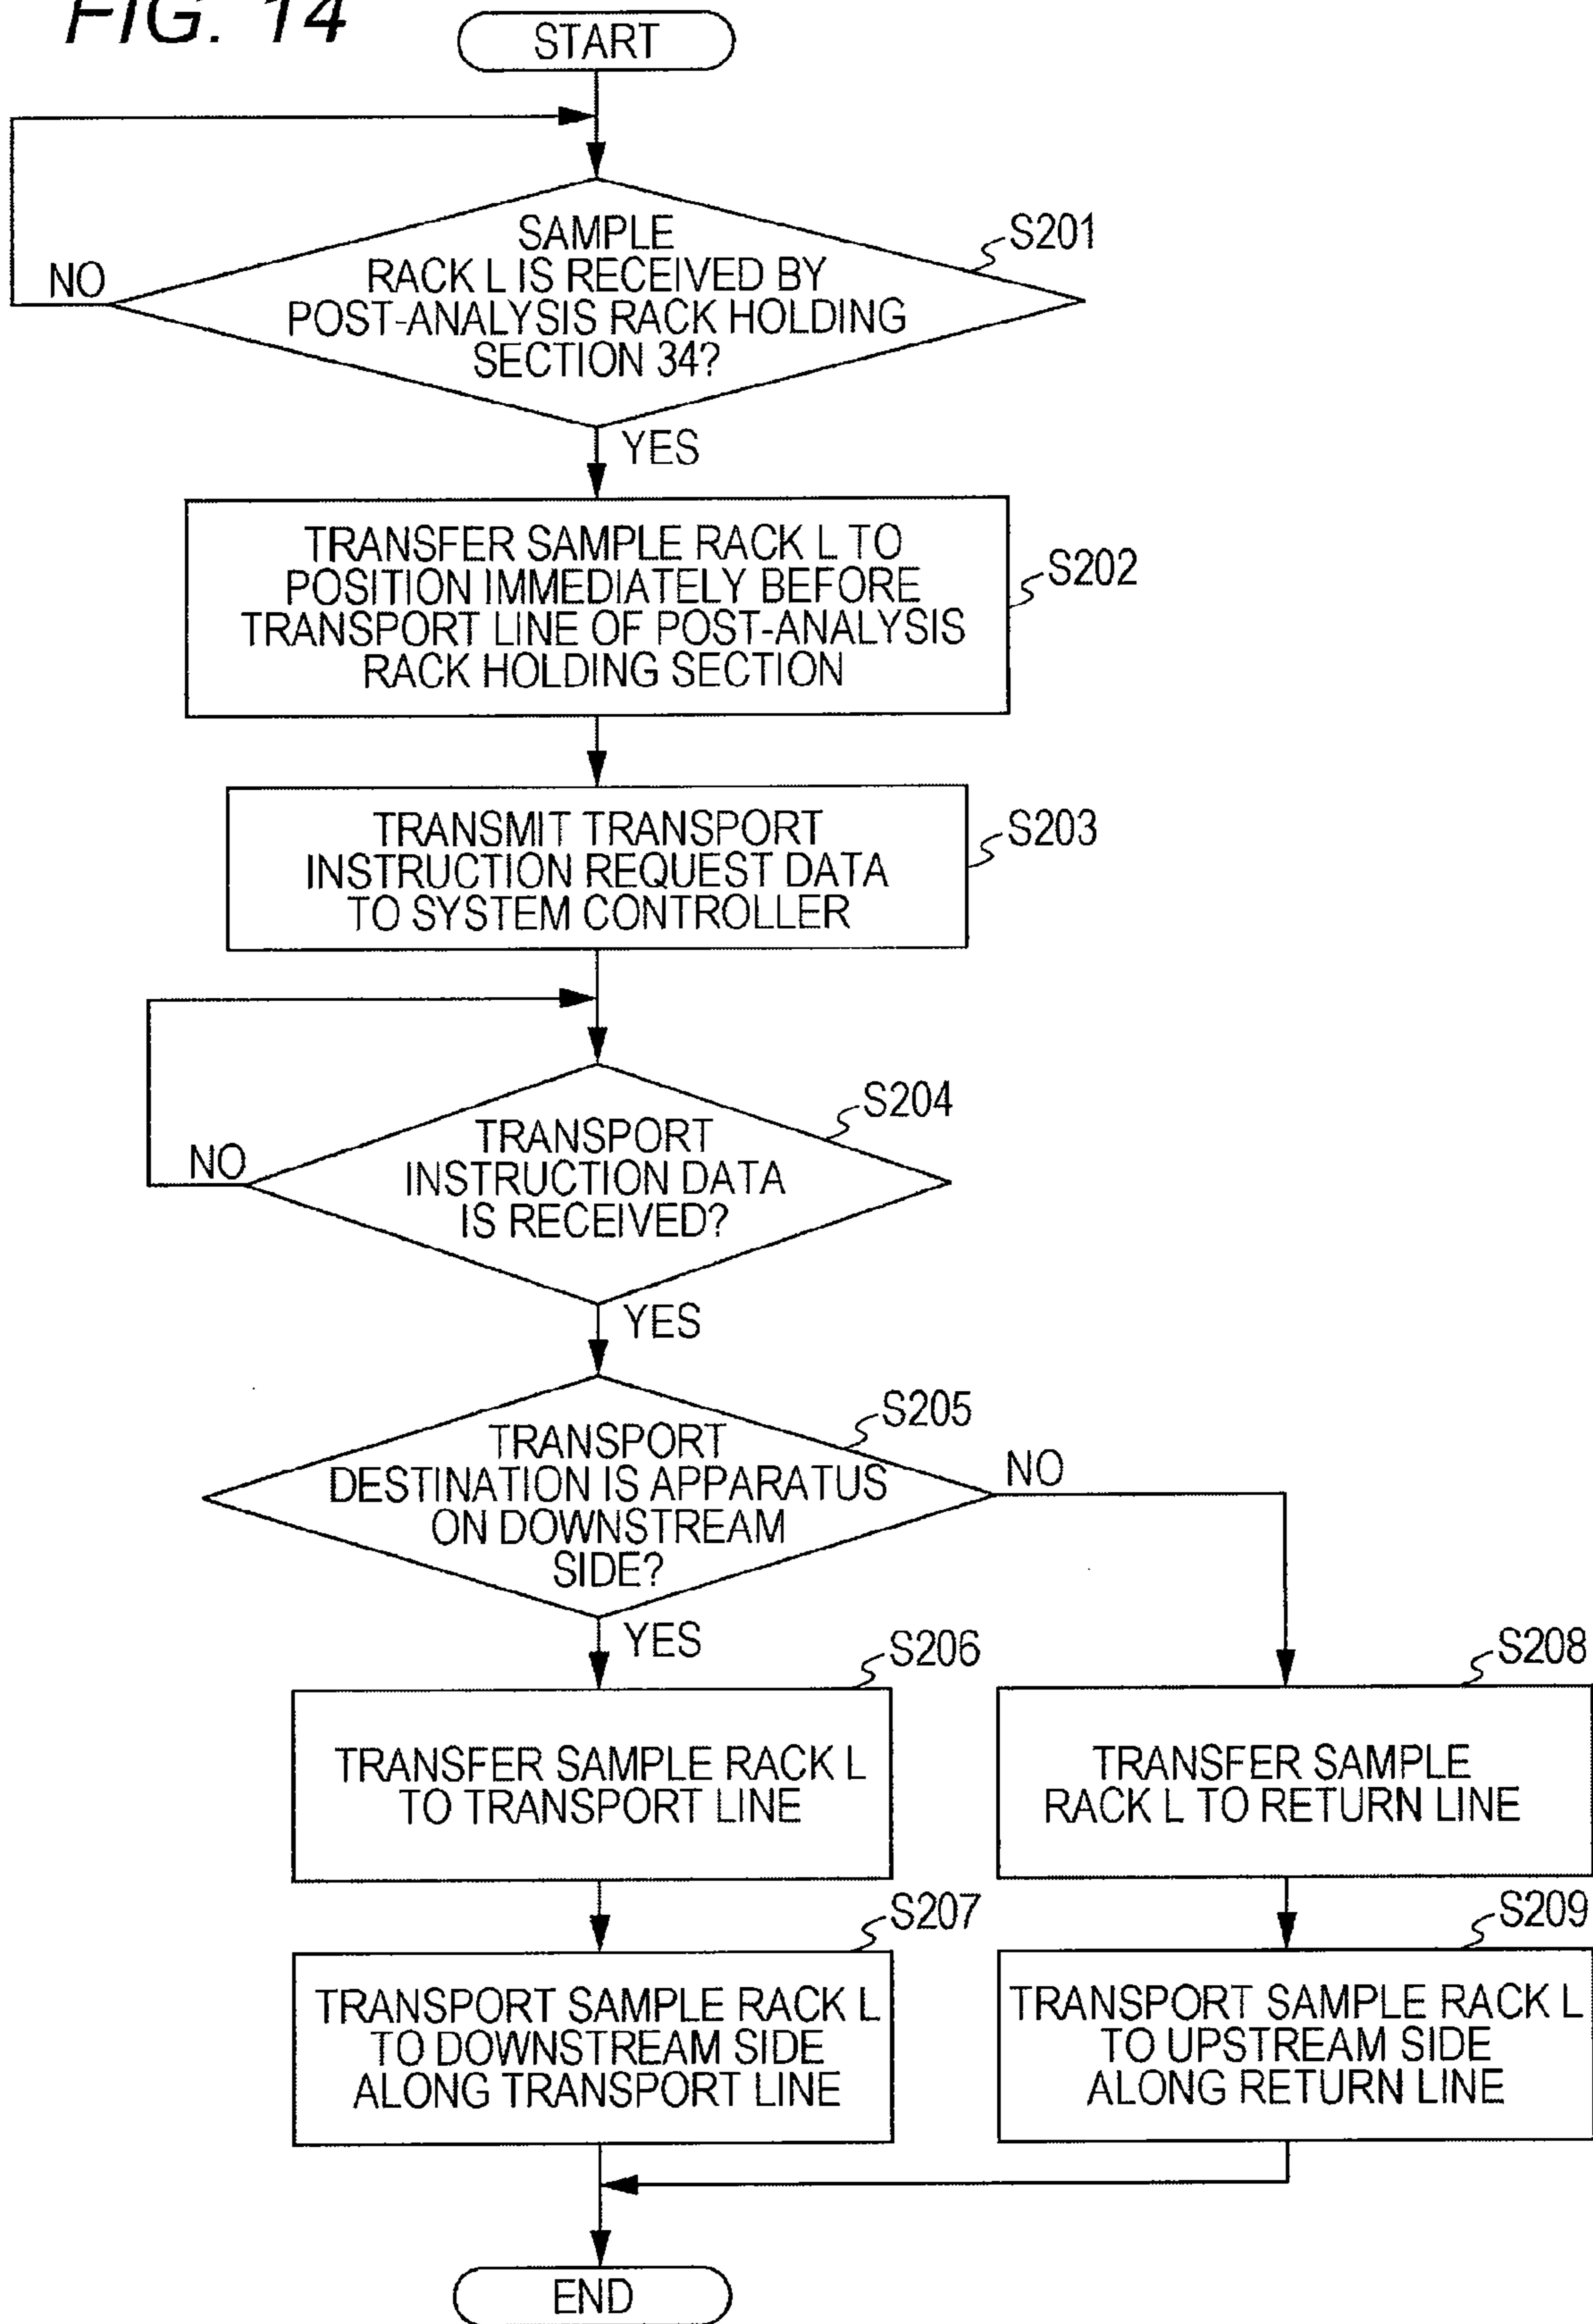 FIG. 14
START
SAMPLE
RACK L IS RECEIVED BY
POST-ANALYSIS RACK HOLDING
SECTION 34?
S201
NO
YES
TRANSFER SAMPLE RACK L TO
POSITION IMMEDIATELY BEFORE
TRANSPORT LINE OF POST-ANALYSIS
RACK HOLDING SECTION
S202
TRANSMIT TRANSPORT
INSTRUCTION REQUEST DATA
TO SYSTEM CONTROLLER
S203
TRANSPORT
INSTRUCTION DATA
IS RECEIVED?
S204
NO
YES
TRANSPORT
DESTINATION IS APPARATUS
ON DOWNSTREAM
SIDE?
S205
NO
YES
S206
TRANSFER SAMPLE RACK L
TO TRANSPORT LINE
S208
TRANSFER SAMPLE
RACK L TO RETURN LINE
S207
TRANSPORT SAMPLE RACK L
TO DOWNSTREAM SIDE
ALONG TRANSPORT LINE
S209
TRANSPORT SAMPLE RACK L
TO UPSTREAM SIDE
ALONG RETURN LINE
END